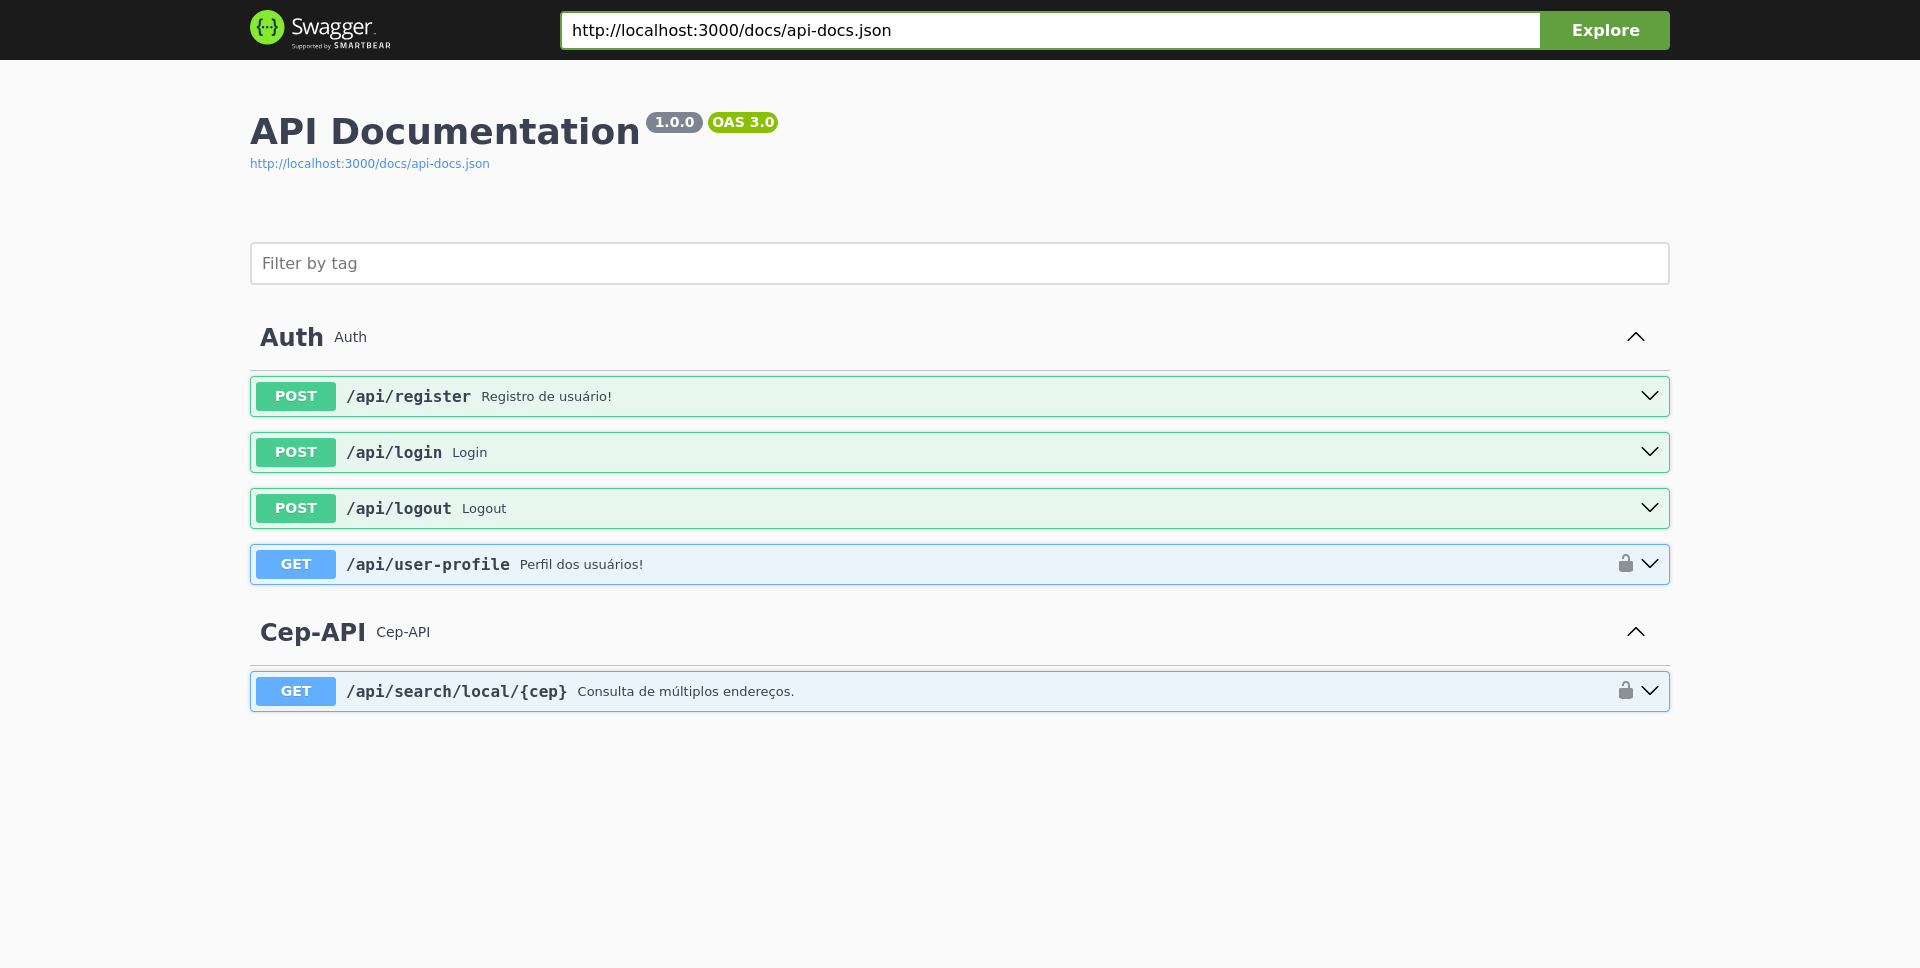 Swagger.
Supported by SMARTBEAR
http://localhost:3000/docs/api-docs.json
Explore
API Documentation 1.0.0 OAS 3.0
http://localhost:3000/docs/api-docs.json
Filter by tag
Auth Auth
POST /api/register Registro de usuário!
POST /api/login Login
POST /api/logout Logout
GET /api/user-profile Perfil dos usuários!
Cep-API Cep-API
GET /api/search/local/{cep} Consulta de múltiplos endereços.